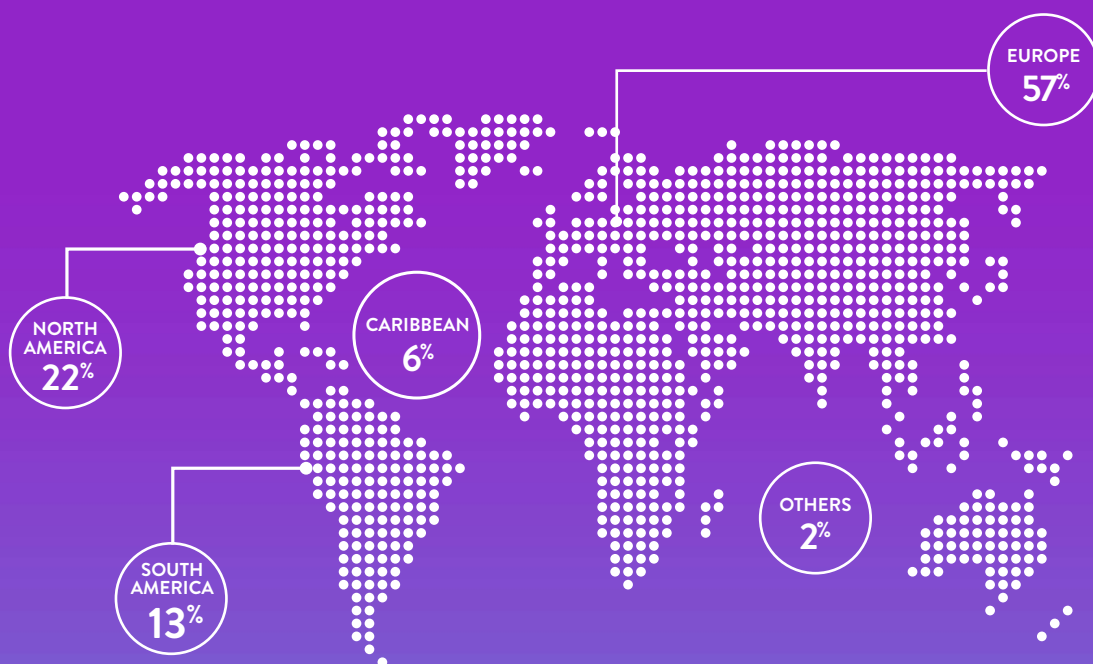 EUROPE
57%
NORTH
AMERICA
22%
CARIBBEAN
6%
OTHERS
2%
SOUTH
AMERICA
13%